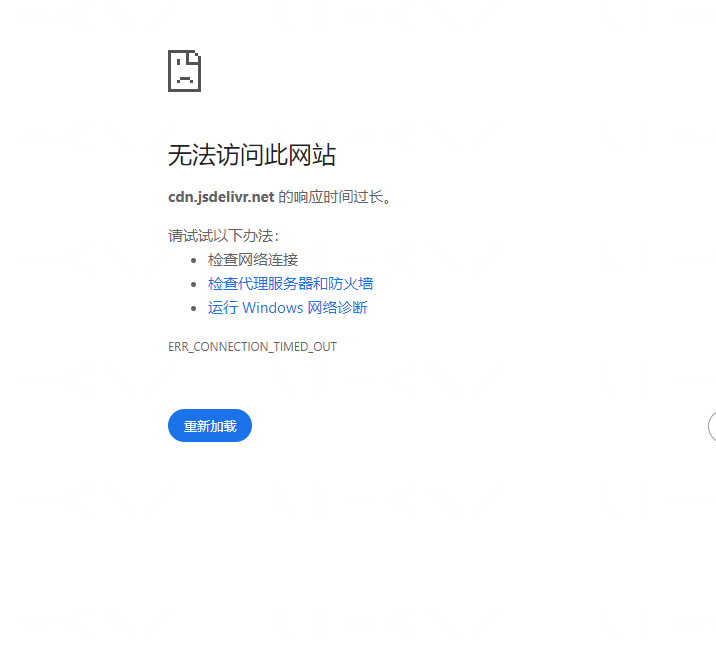 无法访问此网站
cdn.jsdelivr.net 的响应时间过长。
请试试以下办法：
检查网络连接
检查代理服务器和防火墙
运行 Windows 网络诊断
ERR_CONNECTION_TIMED_OUT
重新加载